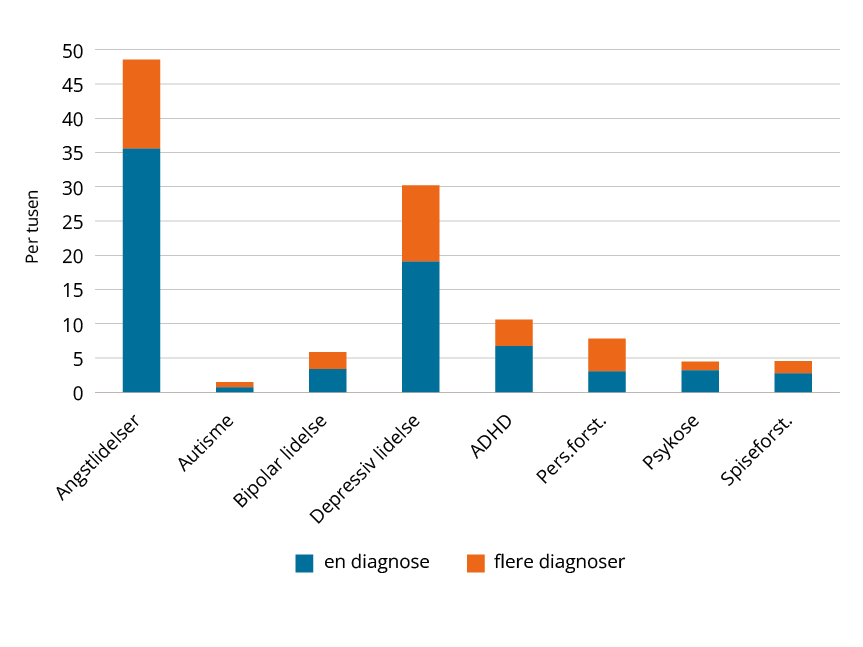 50
45
40
35
30
25
20
15
10
5
0
Per tusen
Angstlidelser
Autisme
Bipolar lidelse
Depressiv lidelse
ADHD
Pers.forst.
Psykose
Spiseforst.
en diagnose
flere diagnoser